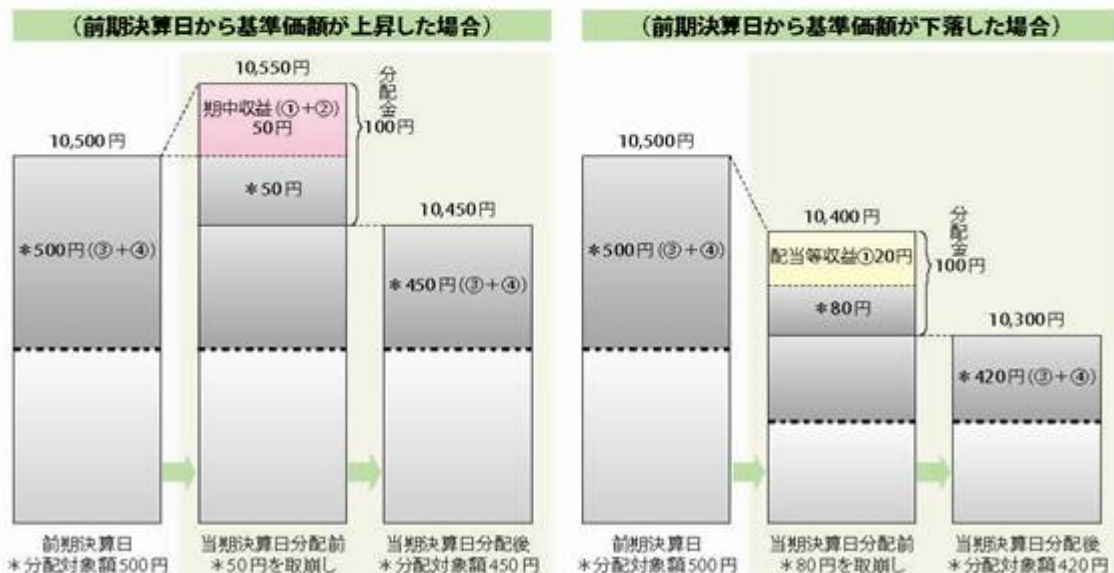 （前期決算日から基準価額が上昇した場合）
10,550円
分配金
期中収益（①＋②）
50円
100円
10,500円
＊50円
10,450円
＊500円（③＋④）
＊450円（③＋④）
前期決算日
＊分配対象額500円
当期決算日分配前
＊50円を取崩し
当期決算日分配後
＊分配対象額450円
（前期決算日から基準価額が下落した場合）
10,500円
10,400円
分配金
＊500円（③＋④）
配当等収益①20円
100円
＊80円
10,300円
＊420円（③＋④）
前期決算日
＊分配対象額500円
当期決算日分配前
＊80円を取崩し
当期決算日分配後
＊分配対象額420円